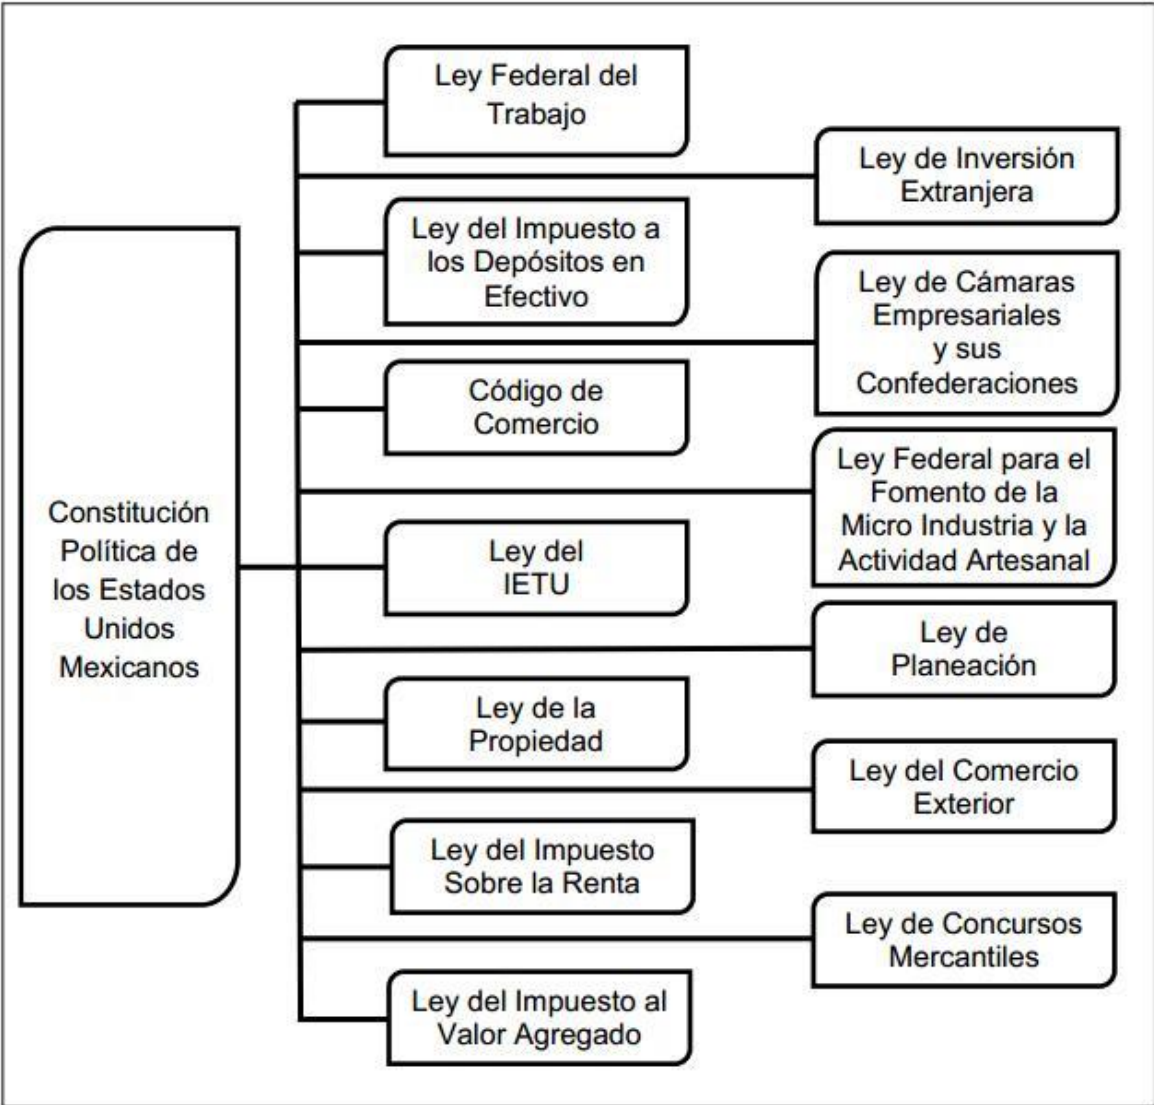 Ley Federal del
Trabajo
Ley de Inversión
Extranjera
Ley del Impuesto a
los Depósitos en
Efectivo
Ley de Cámaras
Empresariales
y sus
Confederaciones
Código de
Comercio
Ley Federal para el
Fomento de la
Micro Industria y la
Actividad Artesanal
Constitución
Política de
los Estados
Unidos
Mexicanos
Ley del
IETU
Ley de
Planeación
Ley de la
Propiedad
Ley del Comercio
Exterior
Ley del Impuesto
Sobre la Renta
Ley de Concursos
Mercantiles
Ley del Impuesto al
Valor Agregado